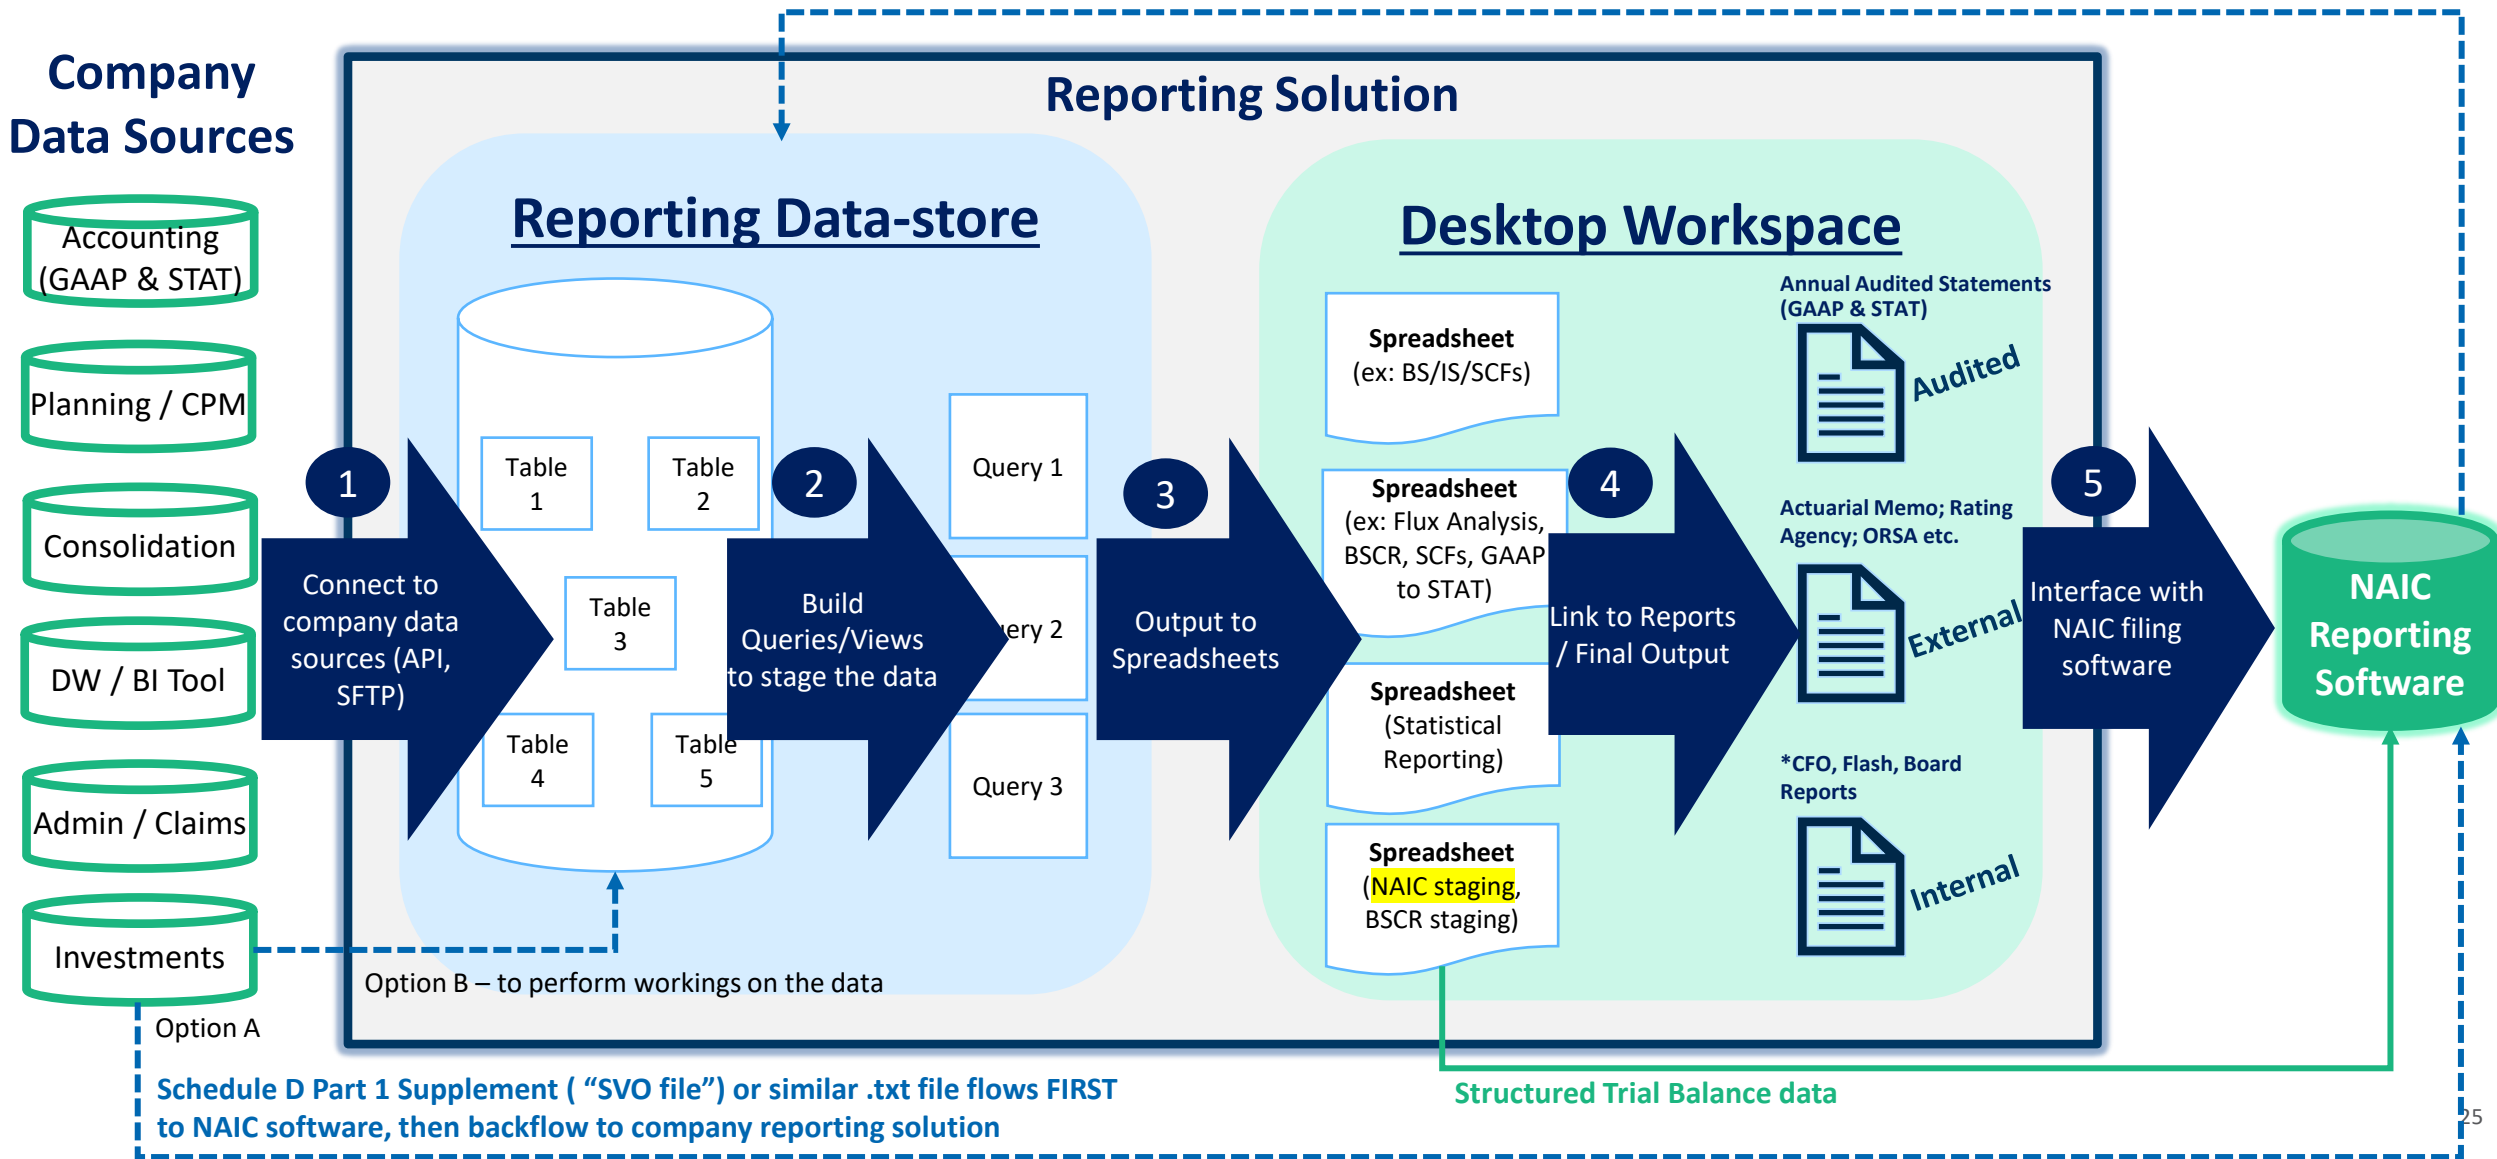 Company
Data Sources
Accounting
(GAAP & STAT)
Planning / CPM
Consolidation
DW / BI Tool
Admin / Claims
Investments
Option A
Reporting Solution
Reporting Data-store
1
Connect to
company data
sources (API,
SFTP)
Table
1
Table
2
Table
3
Table
4
Table
5
2
Build
Queries/Views
to stage the data
Query 1
uery 2
Query 3
Option B – to perform workings on the data
3
Output to
Spreadsheets
Desktop Workspace
Spreadsheet
(ex: BS/IS/SCFs)
Spreadsheet
(ex: Flux Analysis,
BSCR, SCFs, GAAP
to STAT)
Spreadsheet
(Statistical
Reporting)
Spreadsheet
(NAIC staging,
BSCR staging)
4
Link to Reports
/ Final Output
Annual Audited Statements
(GAAP & STAT)
Audited
Actuarial Memo; Rating
Agency; ORSA etc.
External
*CFO, Flash, Board
Reports
Internal
5
Interface with
NAIC filing
software
NAIC
Reporting
Software
Schedule D Part 1 Supplement ( “SVO file”) or similar .txt file flows FIRST
to NAIC software, then backflow to company reporting solution
Structured Trial Balance data
25